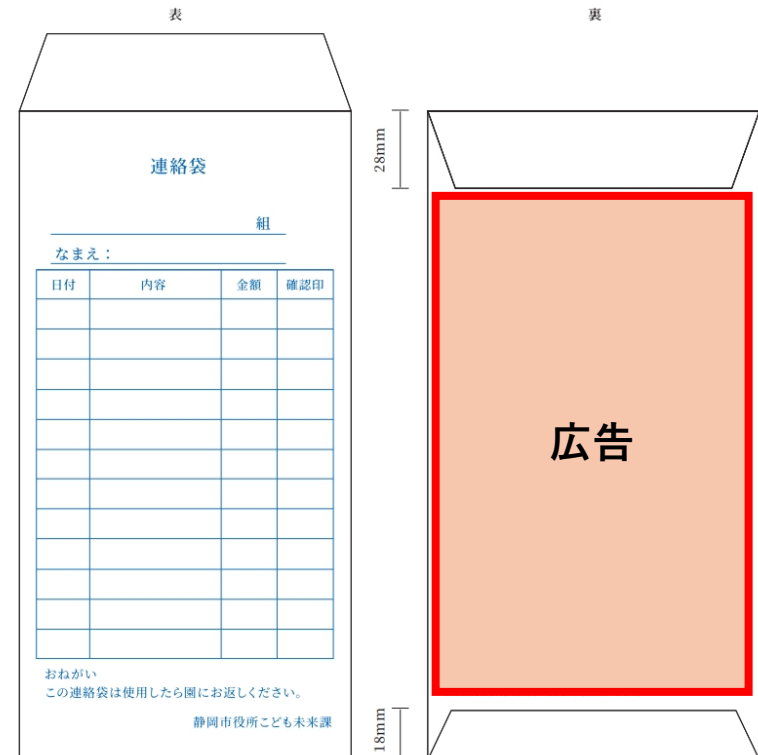 表
連絡袋
組
なまえ：
日付 内容 金額 確認印
おねがい
この連絡袋は使用したら園にお返しください。
静岡市役所こども未来課
裏
28mm
広告
18mm